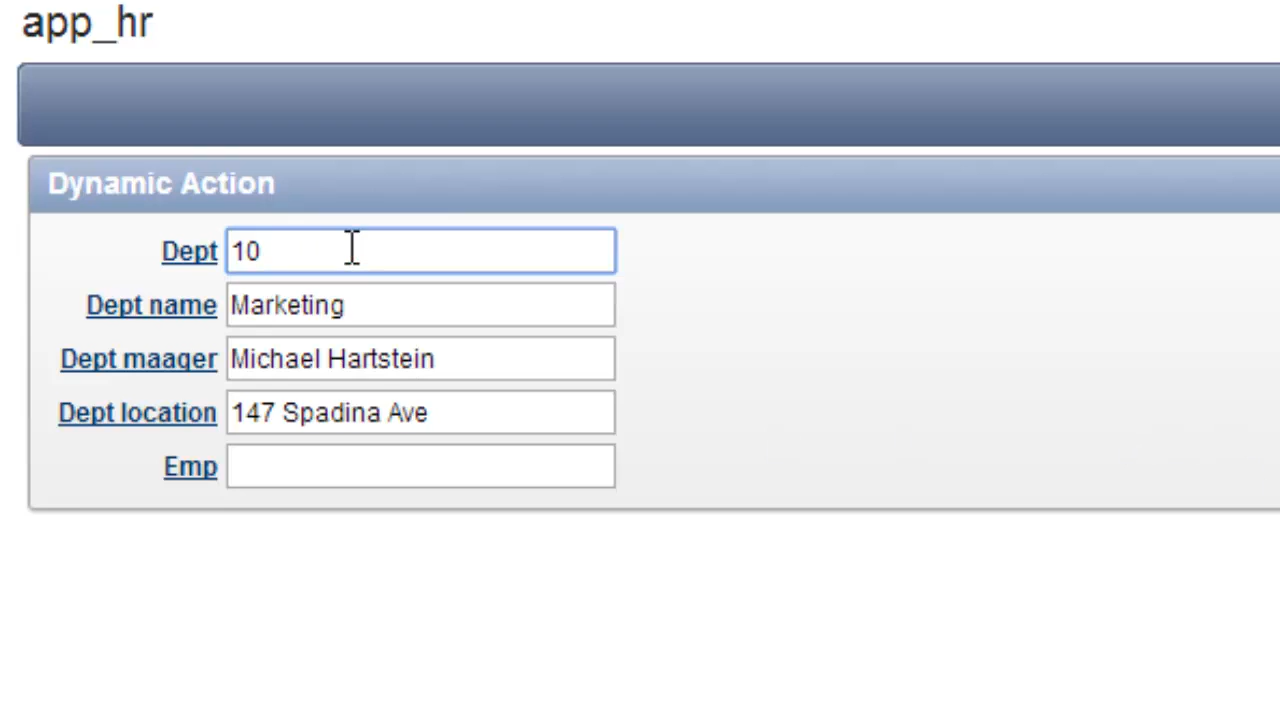 app_hr
Dynamic Action
Dept 10
Dept name Marketing
Dept maager Michael Hartstein
Dept location 147 Spadina Ave
Emp